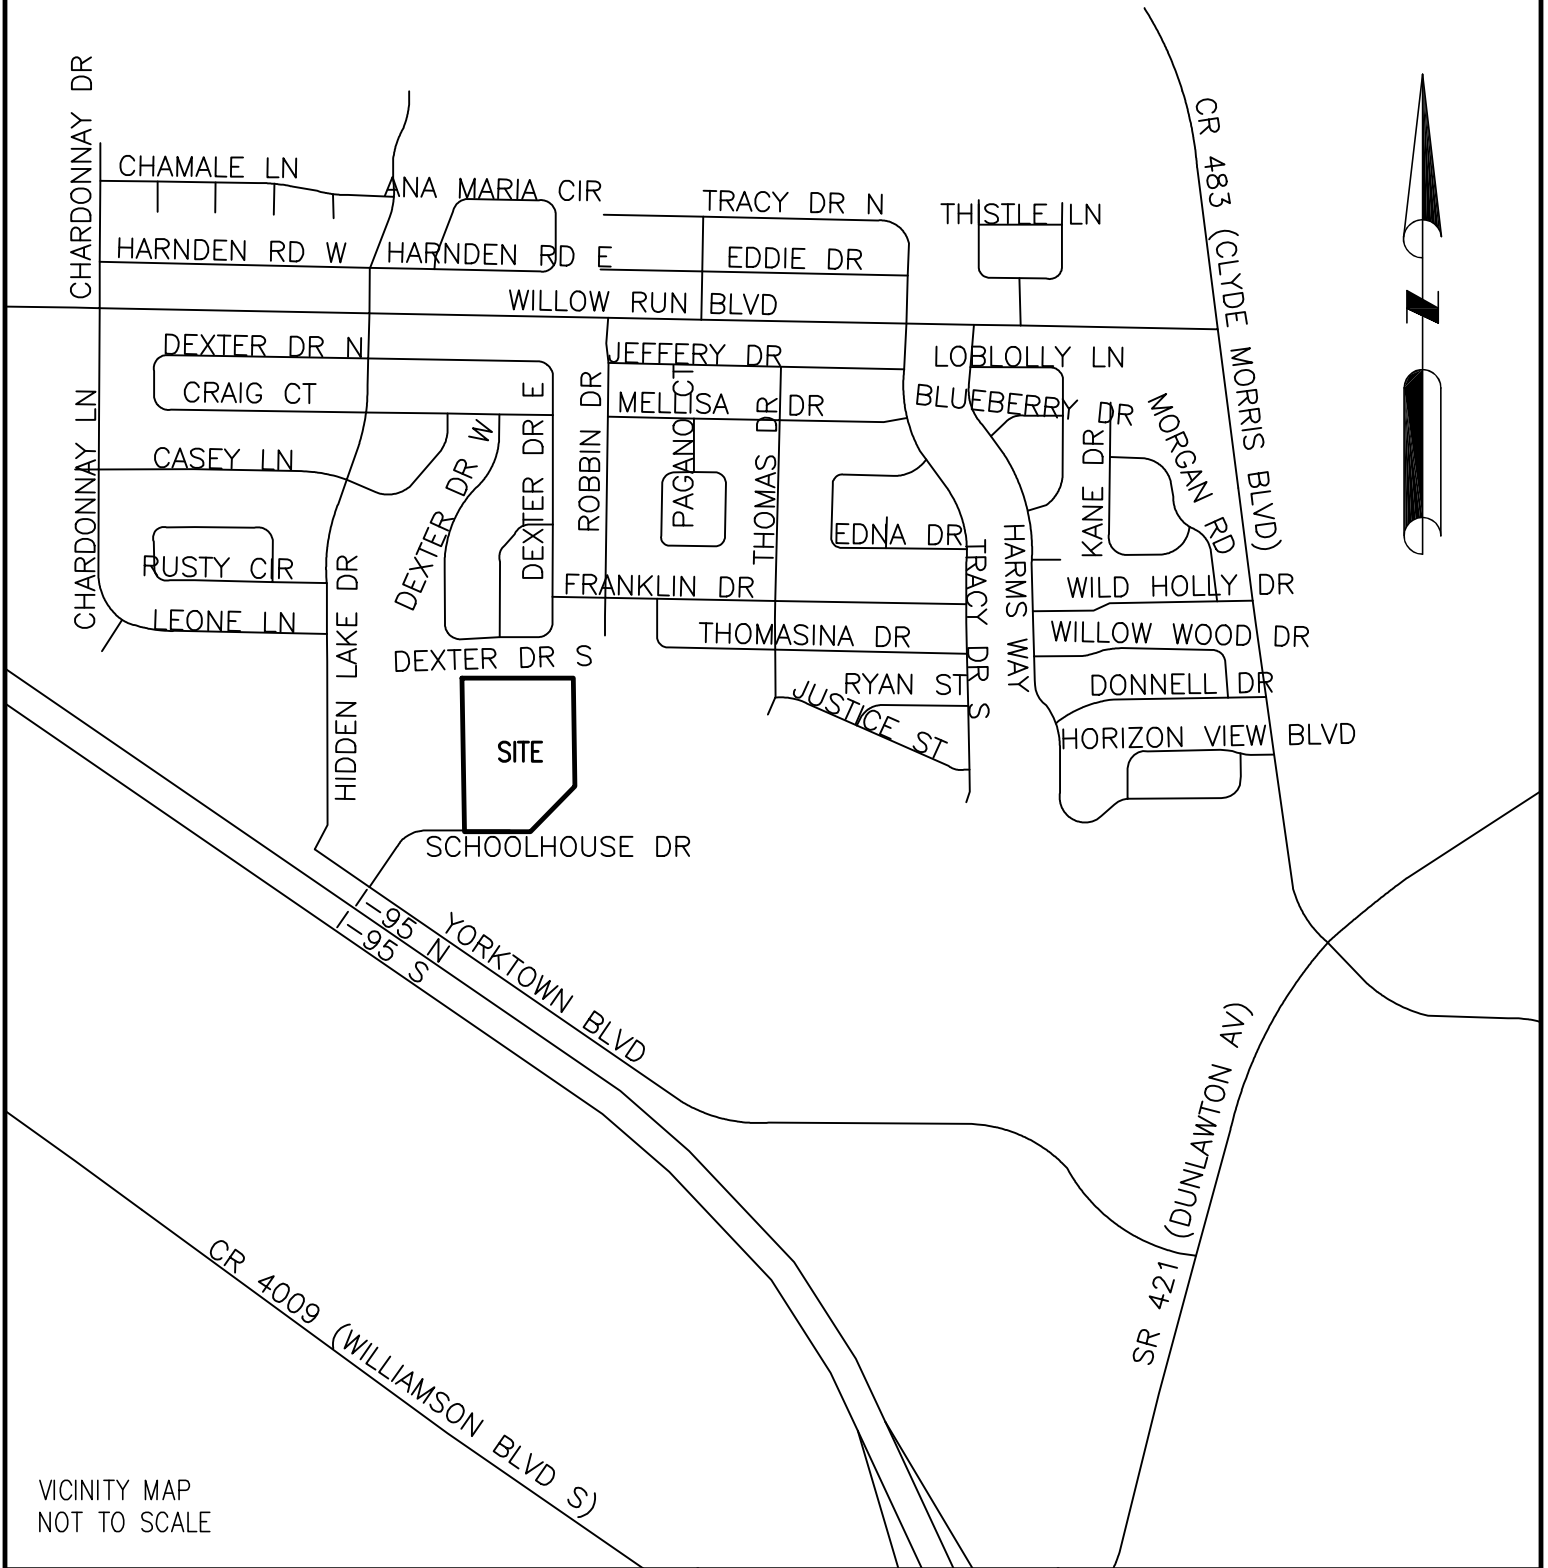 CHARDONNAY DR
CHAMALE LN
ANA MARIA CIR
TRACY DR N
THISTLE LN
CR 483 (CLYDE MORRIS BLVD)
HARNDEN RD W
HARNDEN RD E
EDDIE DR
WILLOW RUN BLVD
N
DEXTER DR N
JEFFERY DR
LOBLOLLY LN
CRAIG CT
MELLISA DR
BLUEBERRY DR
CHARDONNAY LN
CASEY LN
DEXTER DR W
DEXTER DR E
ROBBIN DR
PAGANO CT
THOMAS DR
KANE DR
MORGAN RD
EDNA DR
RUSTY CIR
FRANKLIN DR
TRACY DR S
HARMS WAY
WILD HOLLY DR
LEONE LN
HIDDEN LAKE DR
THOMASINA DR
WILLOW WOOD DR
DEXTER DR S
RYAN ST
DONNELL DR
JUSTICE ST
HORIZON VIEW BLVD
SITE
SCHOOLHOUSE DR
I-95 N
I-95 S
YORKTOWN BLVD
SR 421 (DUNLAWTON AV)
CR 4009 (WILLIAMSON BLVD S)
VICINITY MAP
NOT TO SCALE